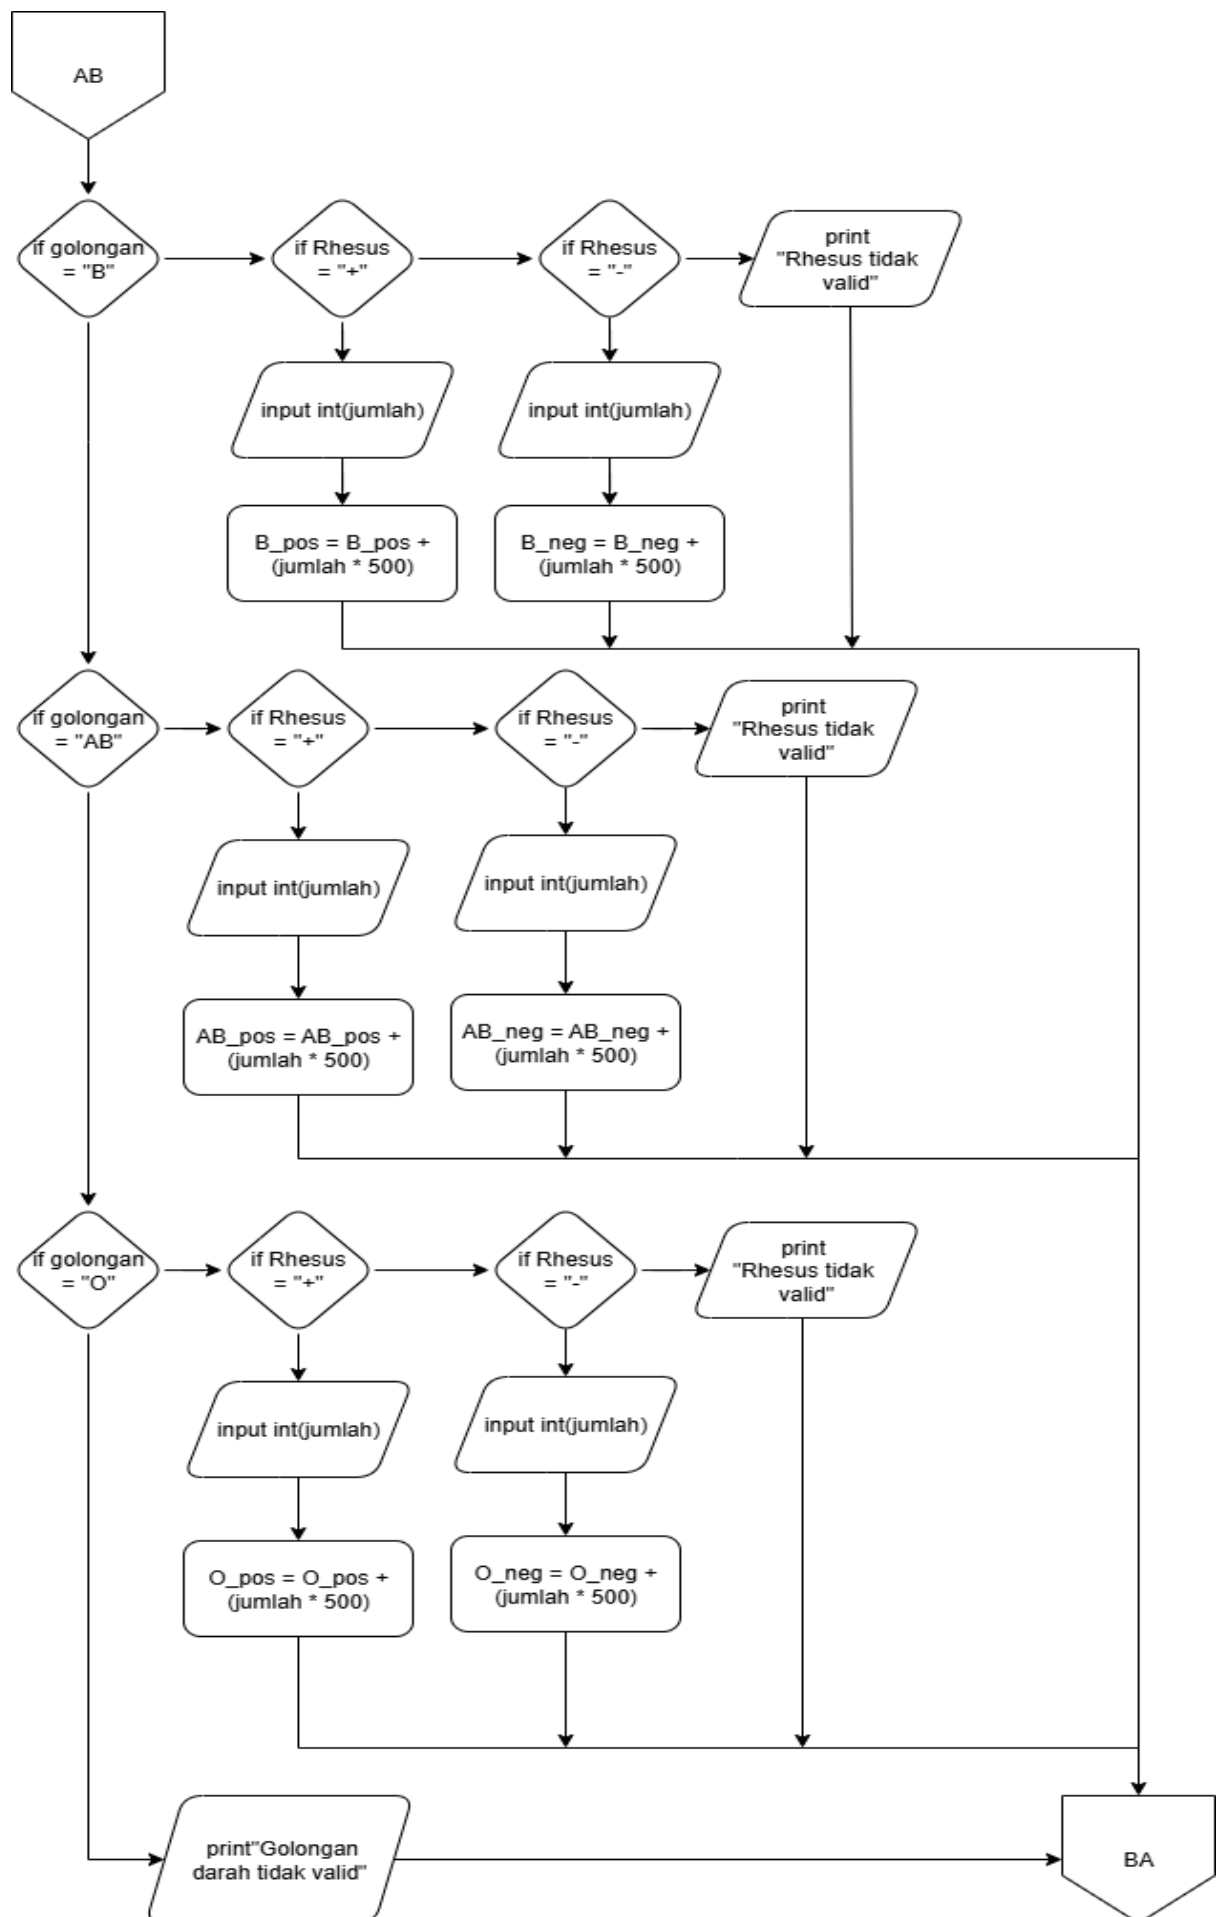 AB
if golongan
= "B"
if Rhesus
= "+"
if Rhesus
= "-"
print
"Rhesus tidak
valid"
input int(jumlah)
input int(jumlah)
B_pos = B_pos +
(jumlah * 500)
B_neg = B_neg +
(jumlah * 500)
if golongan
= "AB"
if Rhesus
= "+"
if Rhesus
= "-"
print
"Rhesus tidak
valid"
input int(jumlah)
input int(jumlah)
AB_pos = AB_pos +
(jumlah * 500)
AB_neg = AB_neg +
(jumlah * 500)
if golongan
= "O"
if Rhesus
= "+"
if Rhesus
= "-"
print
"Rhesus tidak
valid"
input int(jumlah)
input int(jumlah)
O_pos = O_pos +
(jumlah * 500)
O_neg = O_neg +
(jumlah * 500)
print"Golongan
darah tidak valid"
BA